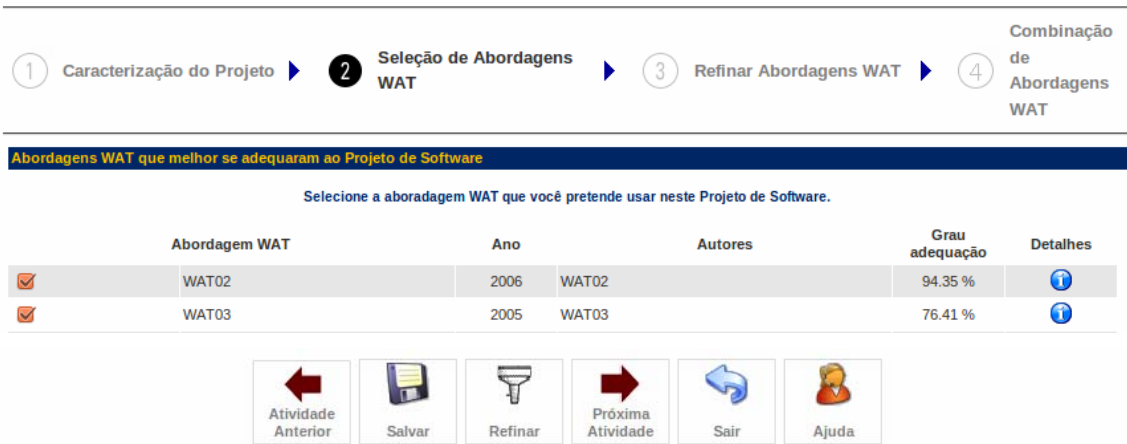 1 Caracterização do Projeto
2 Seleção de Abordagens
WAT
3 Refinar Abordagens WAT
4 Combinação
de
Abordagens
WAT
Abordagens WAT que melhor se adequaram ao Projeto de Software
Selecione a aboradagem WAT que você pretende usar neste Projeto de Software.
Abordagem WAT Ano Autores Grau adequação Detalhes
WAT02 2006 WAT02 94.35 %
WAT03 2005 WAT03 76.41 %
Atividade
Anterior
Salvar
Refinar
Próxima
Atividade
Sair
Ajuda